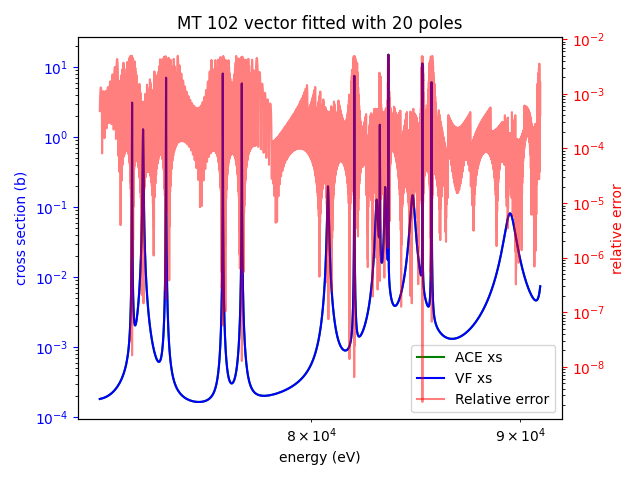 MT 102 vector fitted with 20 poles
10¹
10⁰
10⁻¹
10⁻²
10⁻³
10⁻⁴
cross section (b)
10⁻²
10⁻³
10⁻⁴
10⁻⁵
10⁻⁶
10⁻⁷
10⁻⁸
relative error
ACE xs
VF xs
Relative error
8 × 10⁴
9 × 10⁴
energy (eV)